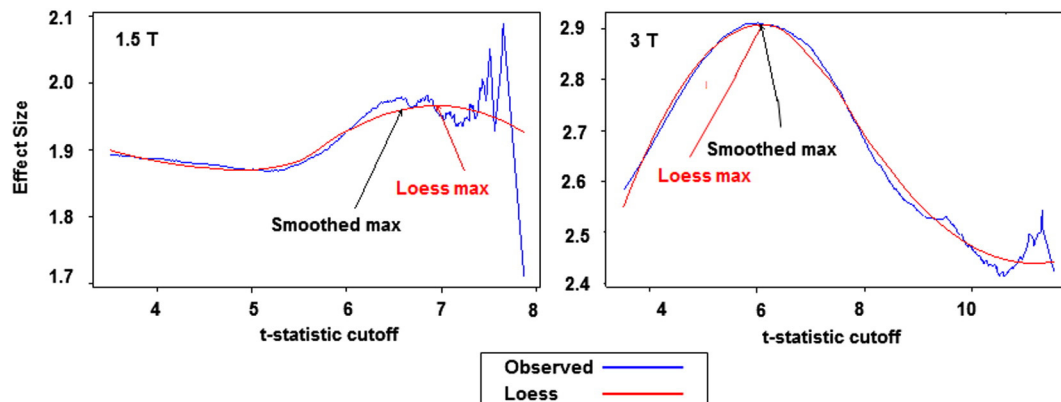 1.5 T
2.1
2.0
1.9
1.8
1.7
Effect Size
Loess max
Smoothed max
4 5 6 7 8
t-statistic cutoff
3 T
2.9
2.8
2.7
2.6
2.5
2.4
Smoothed max
Loess max
4 6 8 10
t-statistic cutoff
Observed
Loess